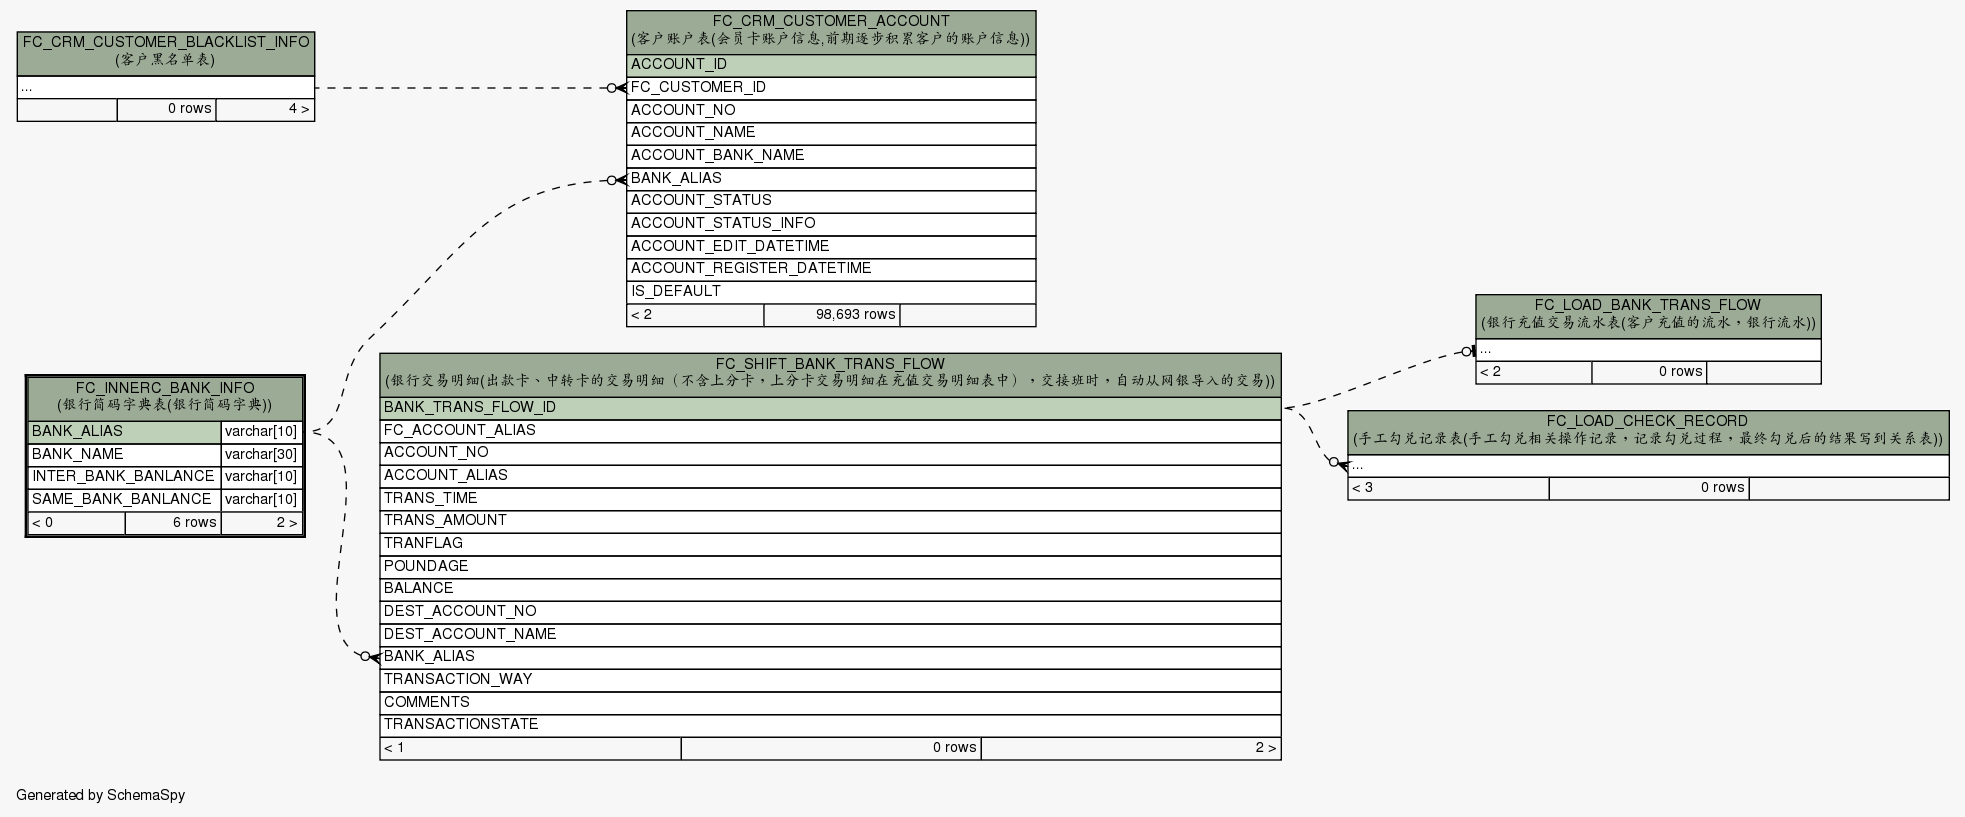 FC_CRM_CUSTOMER_BLACKLIST_INFO
(客户黑名单表)
...
0 rows 4 >
FC_CRM_CUSTOMER_ACCOUNT
(客户账户表(会员卡账户信息,前期逐步积累客户的账户信息))
ACCOUNT_ID
FC_CUSTOMER_ID
ACCOUNT_NO
ACCOUNT_NAME
ACCOUNT_BANK_NAME
BANK_ALIAS
ACCOUNT_STATUS
ACCOUNT_STATUS_INFO
ACCOUNT_EDIT_DATETIME
ACCOUNT_REGISTER_DATETIME
IS_DEFAULT
< 2 98,693 rows
FC_INNERC_BANK_INFO
(银行简码字典表(银行简码字典))
BANK_ALIAS varchar[10]
BANK_NAME varchar[30]
INTER_BANK_BANLANCE varchar[10]
SAME_BANK_BANLANCE varchar[10]
< 0 6 rows 2 >
FC_SHIFT_BANK_TRANS_FLOW
(银行交易明细(出款卡、中转卡的交易明细（不含上分卡，上分卡交易明细在充值交易明细表中），交接班时，自动从网银导入的交易))
BANK_TRANS_FLOW_ID
FC_ACCOUNT_ALIAS
ACCOUNT_NO
ACCOUNT_ALIAS
TRANS_TIME
TRANS_AMOUNT
TRANFLAG
POUNDAGE
BALANCE
DEST_ACCOUNT_NO
DEST_ACCOUNT_NAME
BANK_ALIAS
TRANSACTION_WAY
COMMENTS
TRANSACTIONSTATE
< 1 0 rows 2 >
FC_LOAD_BANK_TRANS_FLOW
(银行充值交易流水表(客户充值的流水，银行流水))
...
< 2 0 rows
FC_LOAD_CHECK_RECORD
(手工勾兑记录表(手工勾兑相关操作记录，记录勾兑过程，最终勾兑后的结果写到关系表))
...
< 3 0 rows
Generated by SchemaSpy